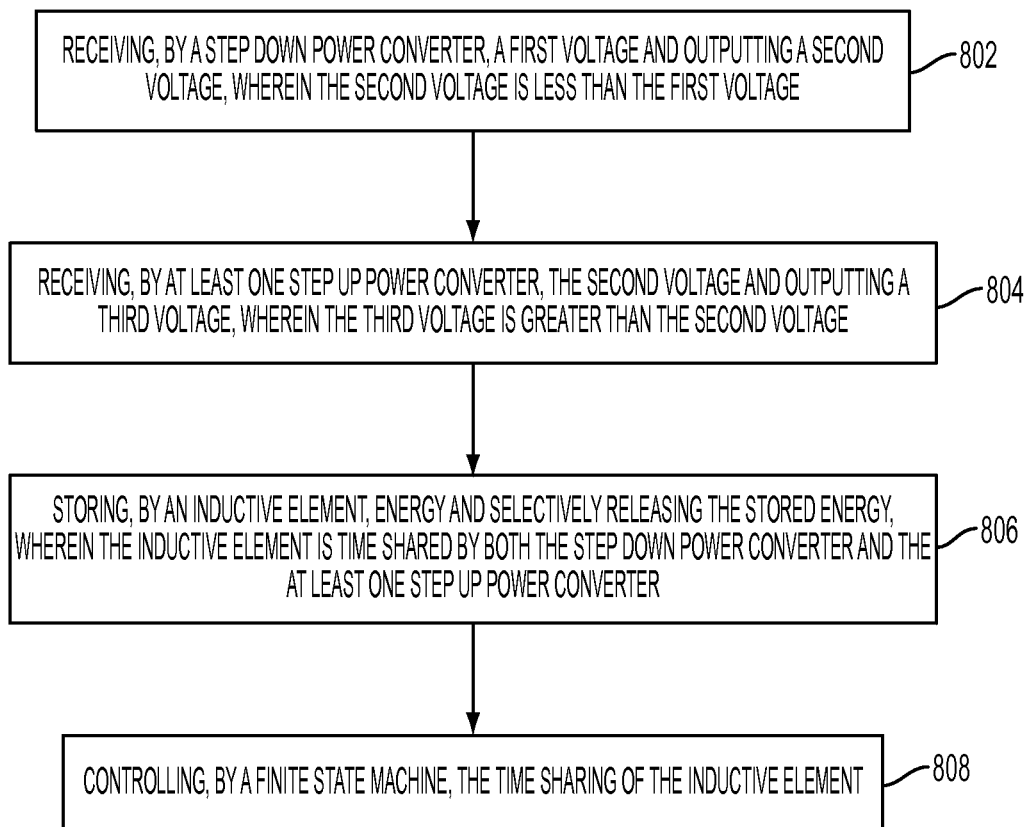 RECEIVING, BY A STEP DOWN POWER CONVERTER, A FIRST VOLTAGE AND OUTPUTTING A SECOND
VOLTAGE, WHEREIN THE SECOND VOLTAGE IS LESS THAN THE FIRST VOLTAGE
802
RECEIVING, BY AT LEAST ONE STEP UP POWER CONVERTER, THE SECOND VOLTAGE AND OUTPUTTING A
THIRD VOLTAGE, WHEREIN THE THIRD VOLTAGE IS GREATER THAN THE SECOND VOLTAGE
804
STORING, BY AN INDUCTIVE ELEMENT, ENERGY AND SELECTIVELY RELEASING THE STORED ENERGY,
WHEREIN THE INDUCTIVE ELEMENT IS TIME SHARED BY BOTH THE STEP DOWN POWER CONVERTER AND THE
AT LEAST ONE STEP UP POWER CONVERTER
806
CONTROLLING, BY A FINITE STATE MACHINE, THE TIME SHARING OF THE INDUCTIVE ELEMENT
808